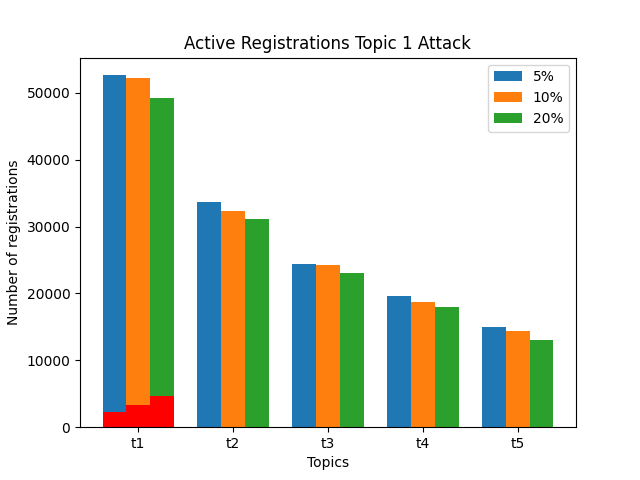 Active Registrations Topic 1 Attack
5%
10%
20%
Number of registrations
50000
40000
30000
20000
10000
0
t1
t2
t3
t4
t5
Topics